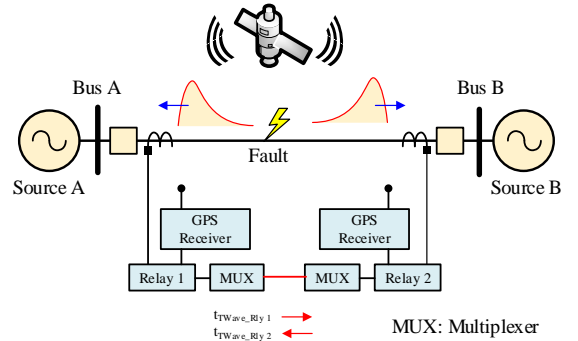 Bus A
Bus B
Source A
Fault
Source B
GPS
Receiver
GPS
Receiver
Relay 1
MUX
MUX
Relay 2
tTWave_Rly 1
tTWave_Rly 2
MUX: Multiplexer